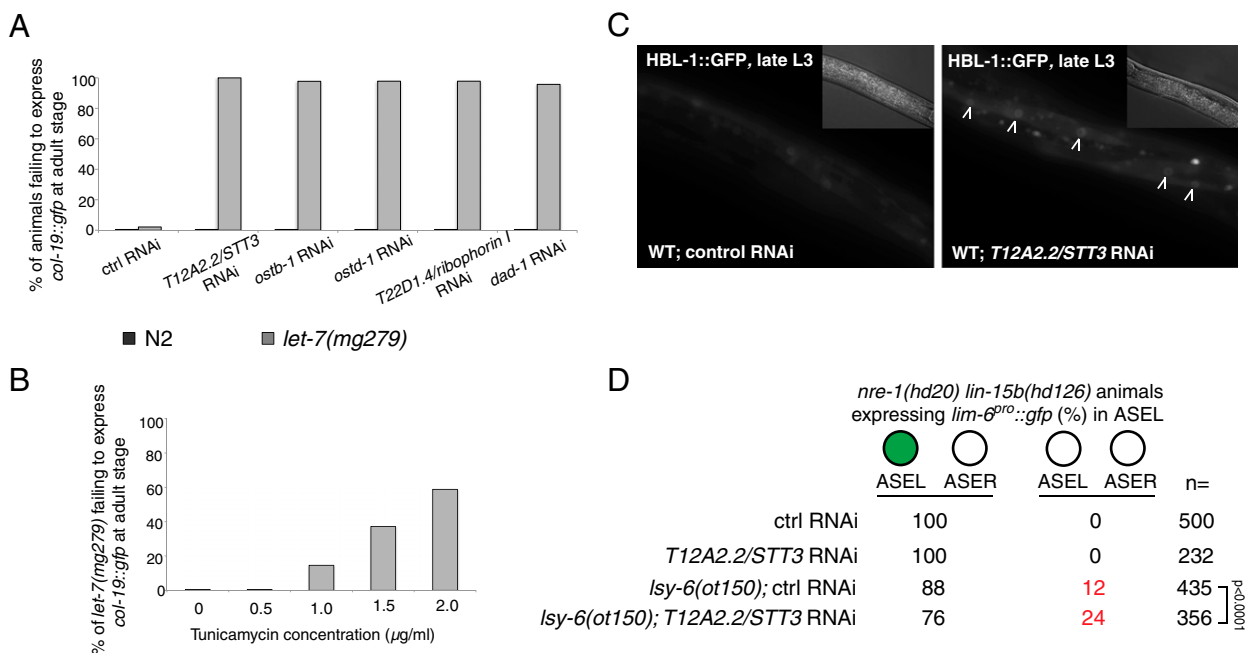 A
% of animals failing to express
col-19::gfp at adult stage
100
80
60
40
20
0
ctrl RNAi
T12A2.2/STT3
RNAi
ostb-1 RNAi
ostd-1 RNAi
T22D1.4/ribophorin I
RNAi
dad-1 RNAi
N2
let-7(mg279)
B
% of let-7(mg279) failing to express
col-19::gfp at adult stage
100
80
60
40
20
0
0 0.5 1.0 1.5 2.0
Tunicamycin concentration (μg/ml)
C
HBL-1::GFP, late L3
WT; control RNAi
HBL-1::GFP, late L3
WT; T12A2.2/STT3 RNAi
D
nre-1(hd20) lin-15b(hd126) animals
expressing lim-6pro::gfp (%) in ASEL
ASEL ASER ASEL ASER n=
ctrl RNAi 100 0 500
T12A2.2/STT3 RNAi 100 0 232
lsy-6(ot150); ctrl RNAi 88 12 435
lsy-6(ot150); T12A2.2/STT3 RNAi 76 24 356
p<0.0001